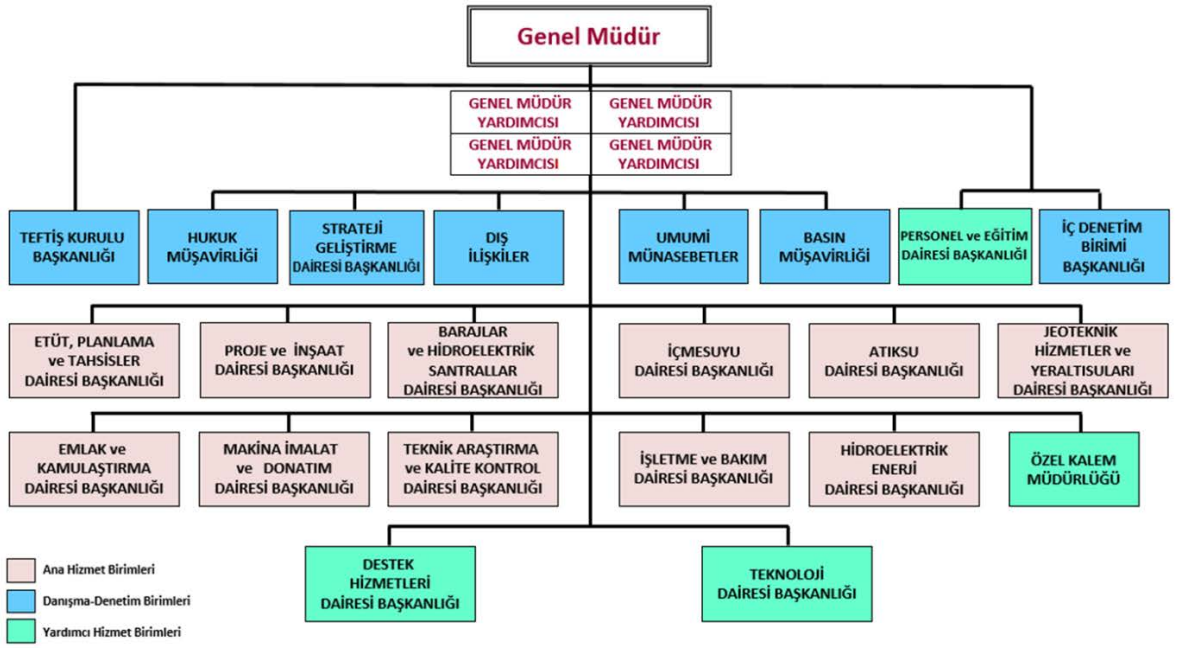 Genel Müdür
GENEL MÜDÜR
YARDIMCISI
GENEL MÜDÜR
YARDIMCISI
GENEL MÜDÜR
YARDIMCISI
GENEL MÜDÜR
YARDIMCISI
TEFTİŞ KURULU
BAŞKANLIĞI
HUKUK
MÜŞAVİRLİĞİ
STRATEJİ
GELİŞTİRME
DAİRESİ BAŞKANLIĞI
DIŞ
İLİŞKİLER
UMUMİ
MÜNASEBETLER
BASIN
MÜŞAVİRLİĞİ
PERSONEL ve EĞİTİM
DAİRESİ BAŞKANLIĞI
İÇ DENETİM
BİRİMİ
BAŞKANLIĞI
ETÜT, PLANLAMA
ve TAHSİSLER
DAİRESİ BAŞKANLIĞI
PROJE ve İNŞAAT
DAİRESİ BAŞKANLIĞI
BARAJLAR
ve HİDROELEKTRİK
SANTRALLAR
DAİRESİ BAŞKANLIĞI
İÇMESUYU
DAİRESİ BAŞKANLIĞI
ATIKSU
DAİRESİ BAŞKANLIĞI
JEOTEKNİK
HİZMETLER ve
YERALTISULARI
DAİRESİ BAŞKANLIĞI
EMLAK ve
KAMULAŞTIRMA
DAİRESİ BAŞKANLIĞI
MAKİNA İMALAT
ve DONATIM
DAİRESİ BAŞKANLIĞI
TEKNİK ARAŞTIRMA
ve KALİTE KONTROL
DAİRESİ BAŞKANLIĞI
İŞLETME ve BAKIM
DAİRESİ BAŞKANLIĞI
HİDROELEKTRİK
ENERJİ
DAİRESİ BAŞKANLIĞI
ÖZEL KALEM
MÜDÜRLÜĞÜ
DESTEK
HİZMETLERİ
DAİRESİ BAŞKANLIĞI
TEKNOLOJİ
DAİRESİ BAŞKANLIĞI
Ana Hizmet Birimleri
Danışma-Denetim Birimleri
Yardımcı Hizmet Birimleri